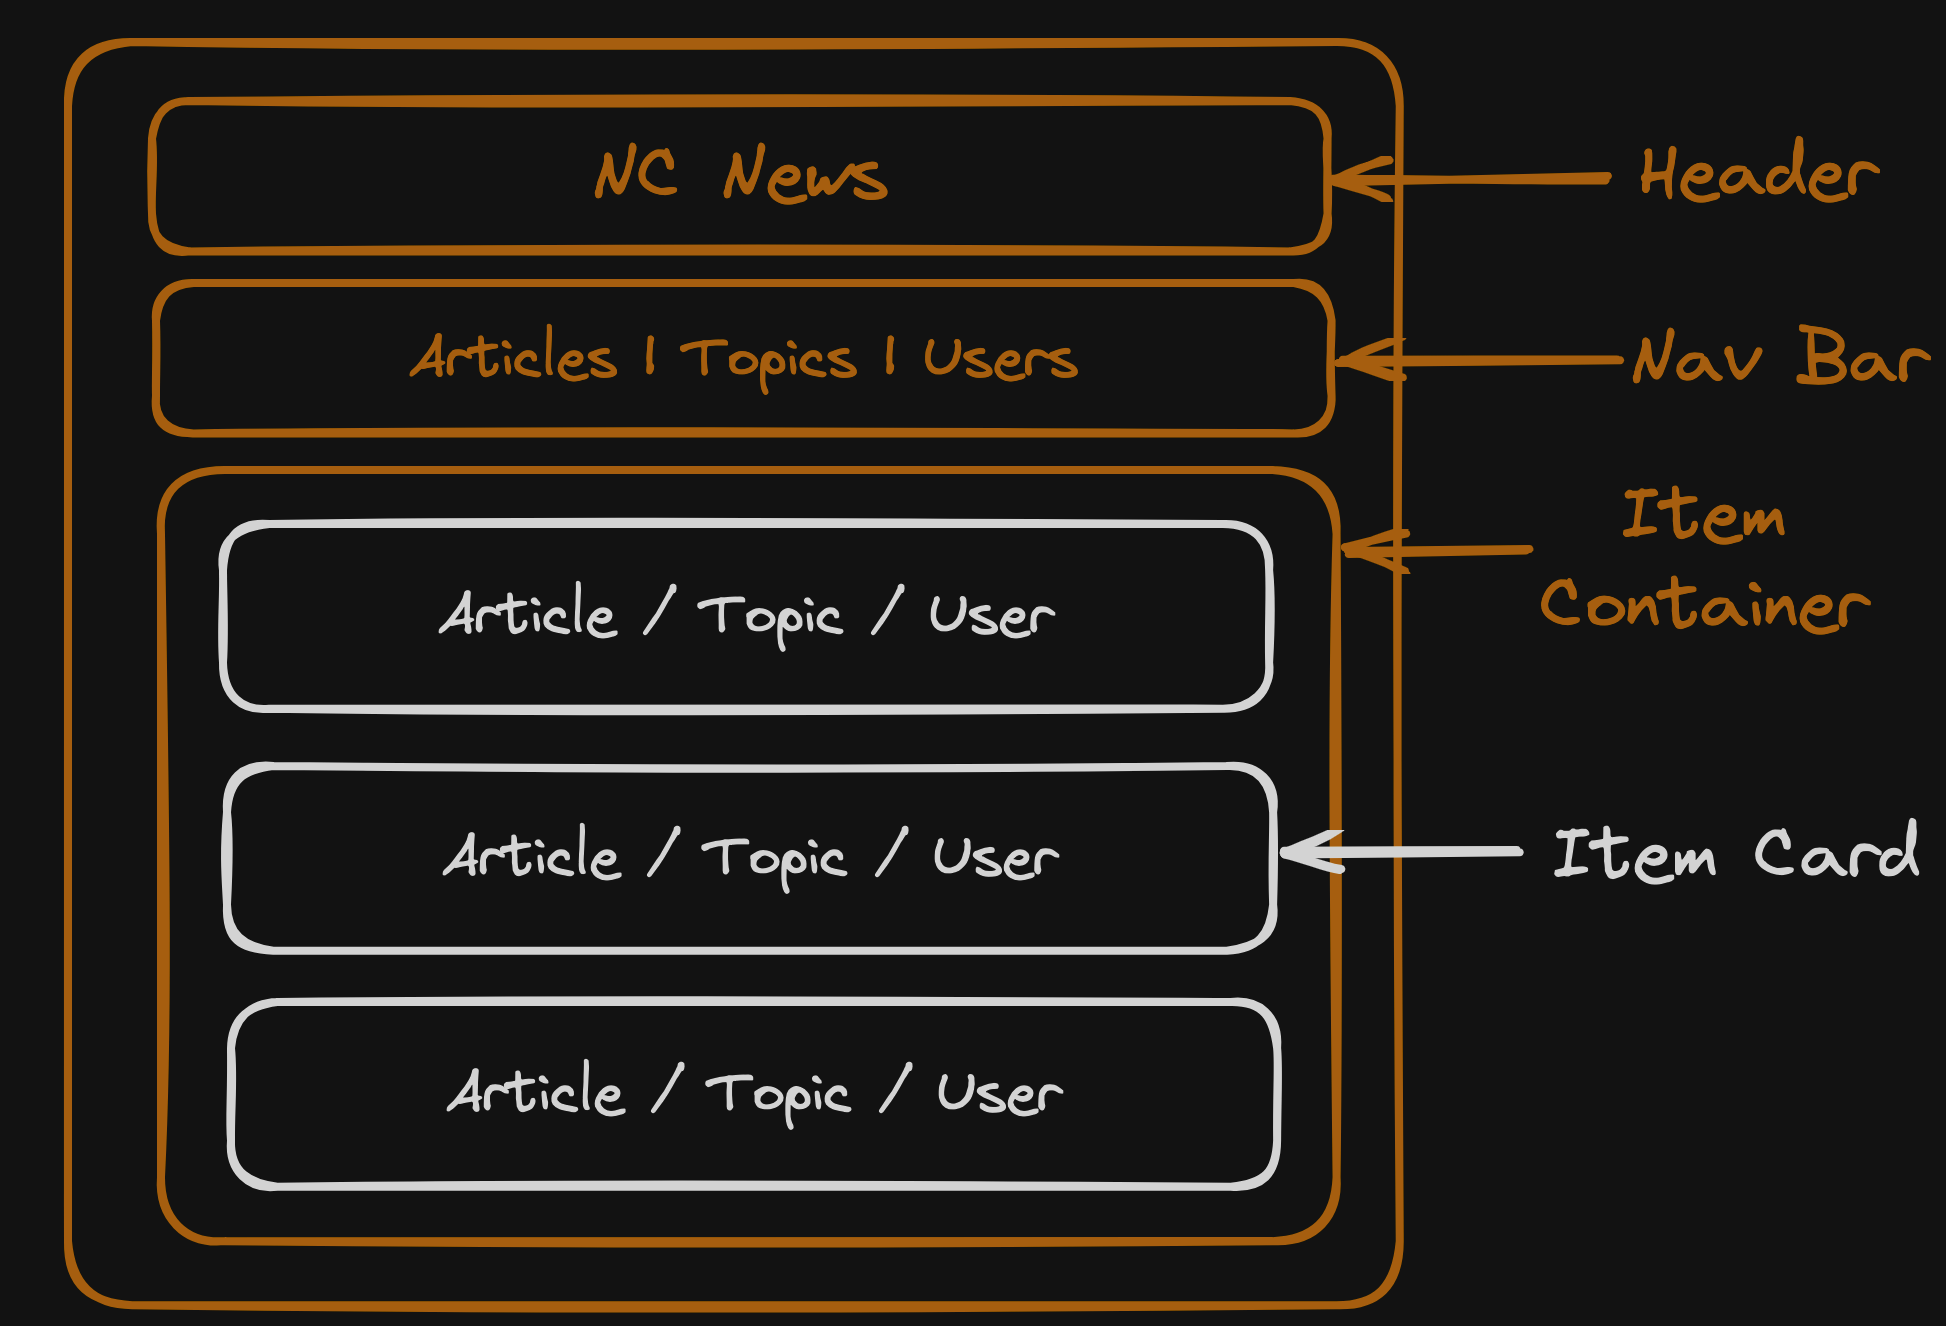 NC News
Header
Articles | Topics | Users
Nav Bar
Item
Container
Article / Topic / User
Article / Topic / User
Item Card
Article / Topic / User